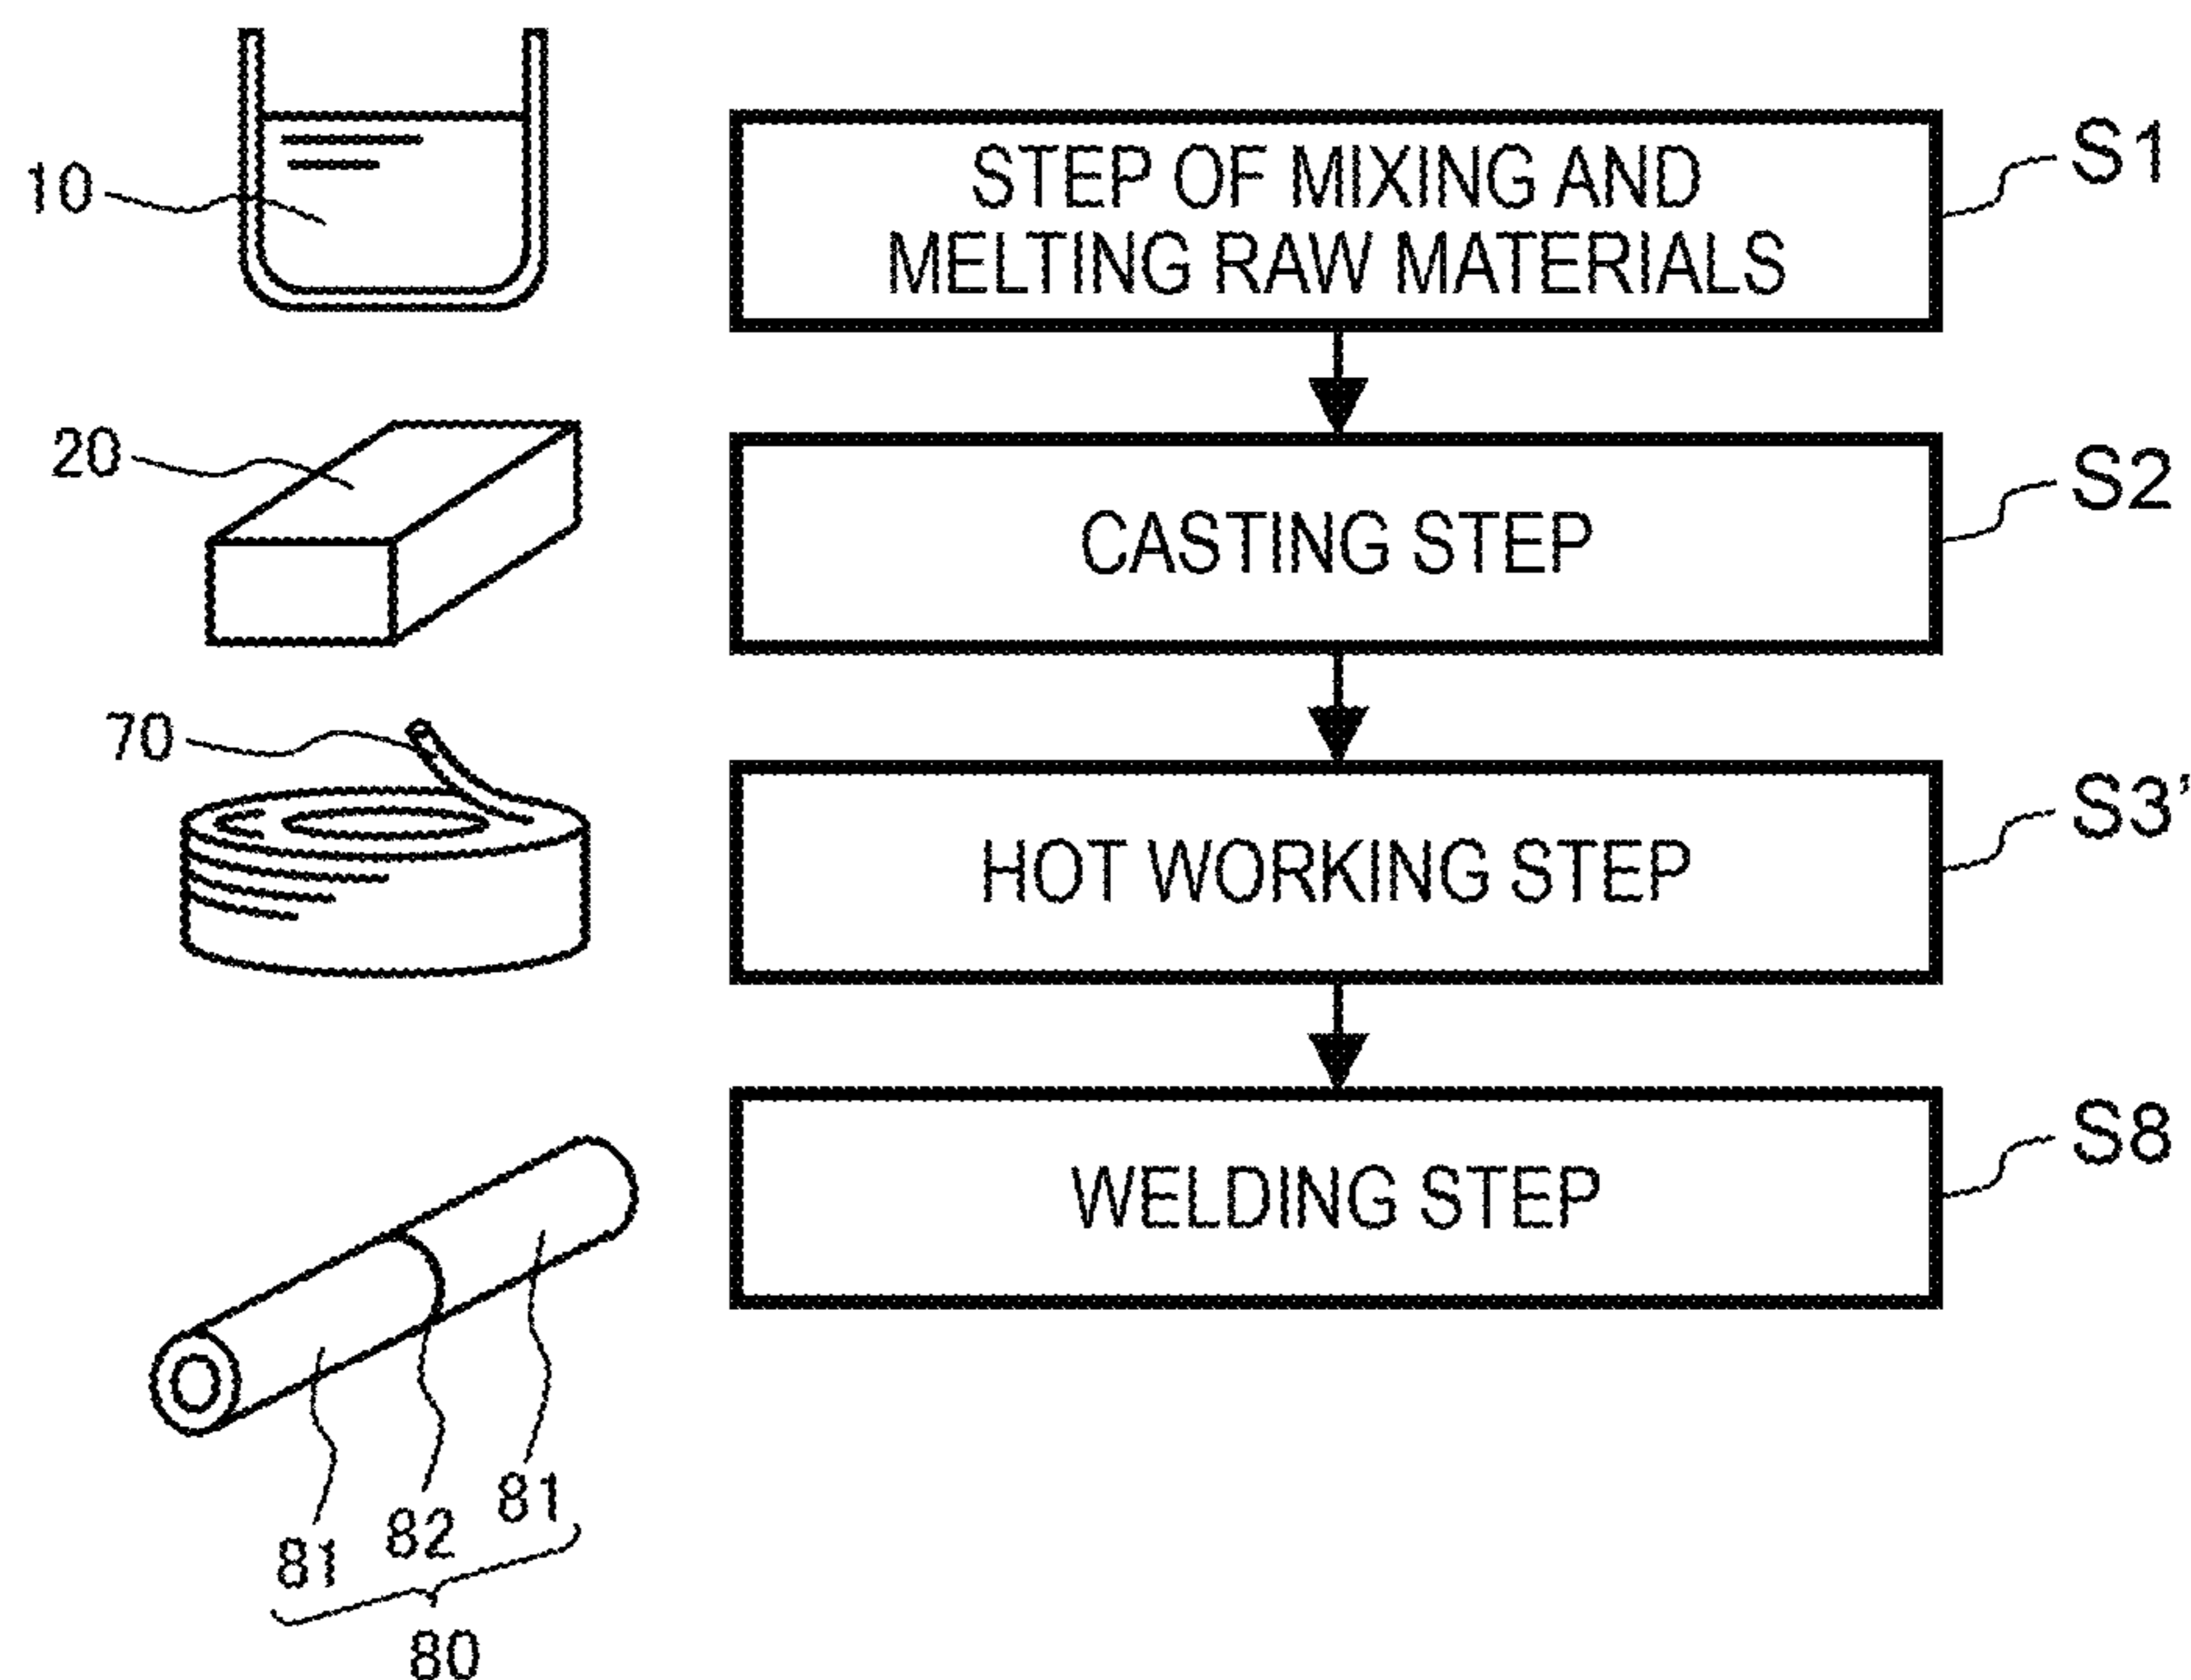 10
STEP OF MIXING AND
MELTING RAW MATERIALS
S1
20
CASTING STEP
S2
70
HOT WORKING STEP
S3'
WELDING STEP
S8
81
82
81
80